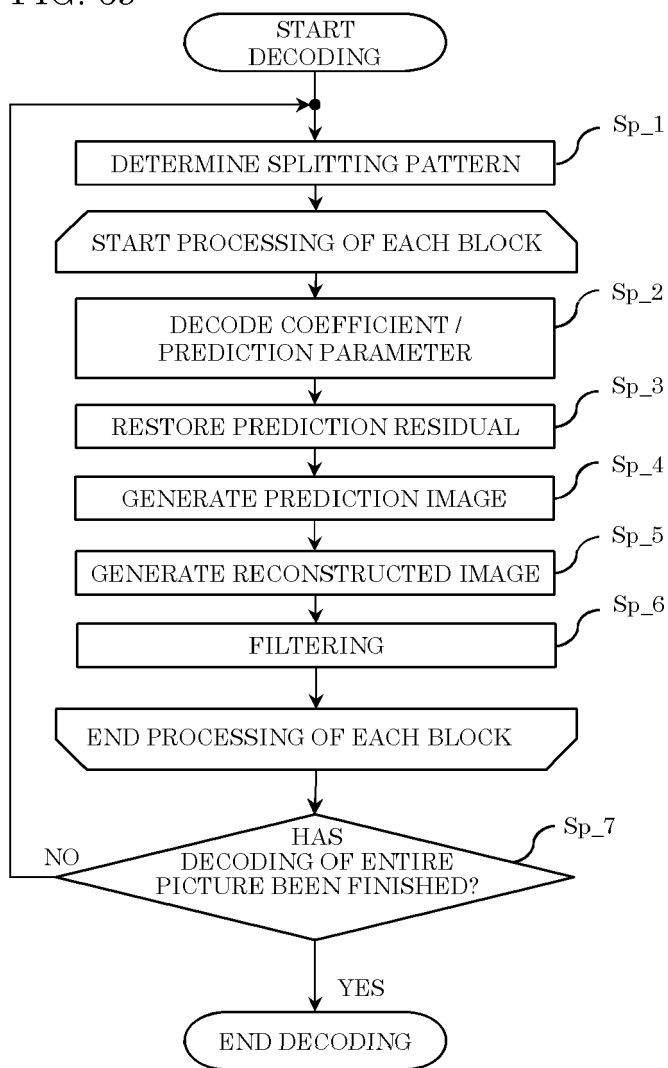 START
DECODING
Sp_1
DETERMINE SPLITTING PATTERN
START PROCESSING OF EACH BLOCK
Sp_2
DECODE COEFFICIENT /
PREDICTION PARAMETER
Sp_3
RESTORE PREDICTION RESIDUAL
Sp_4
GENERATE PREDICTION IMAGE
Sp_5
GENERATE RECONSTRUCTED IMAGE
Sp_6
FILTERING
END PROCESSING OF EACH BLOCK
Sp_7
HAS
DECODING OF ENTIRE
PICTURE BEEN FINISHED?
NO
YES
END DECODING